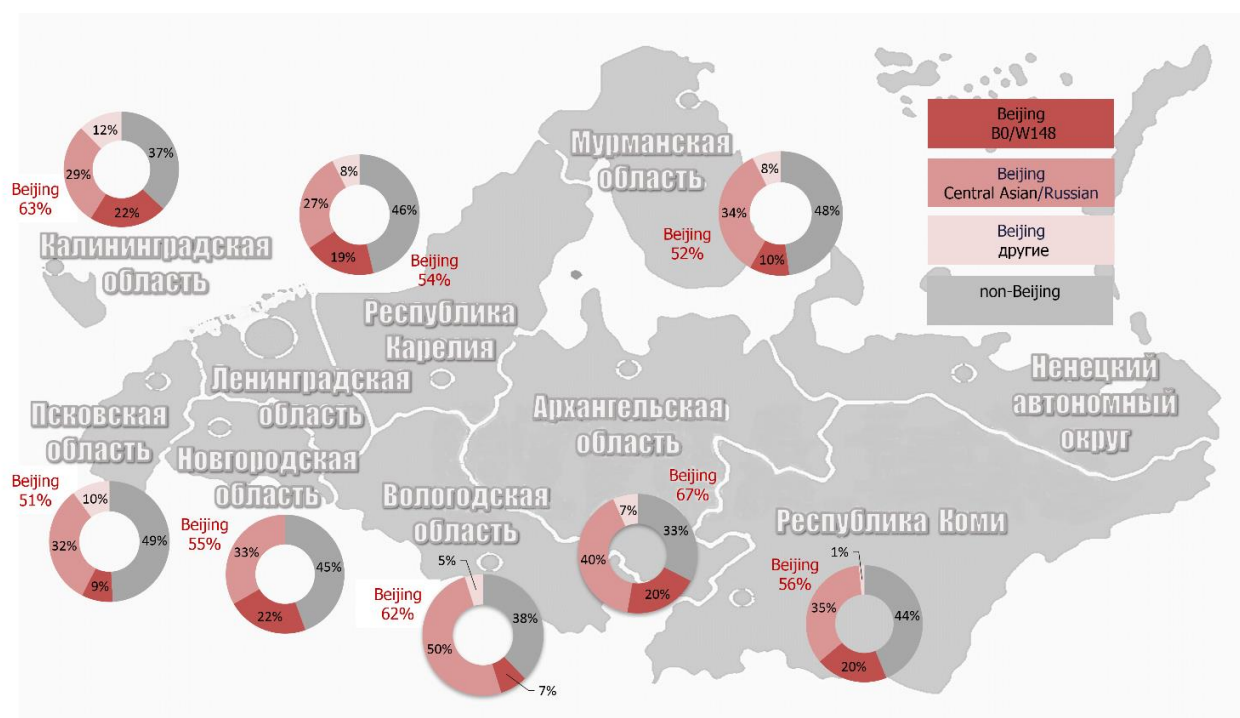 12%
37%
29%
22%
Beijing
63%
Калининградская
область
8%
46%
27%
19%
Beijing
54%
Республика
Карелия
Мурманская
область
8%
48%
34%
10%
Beijing
52%
Beijing
B0/W148
Beijing
Central Asian/Russian
Beijing
другие
non-Beijing
Ненецкий
автономный
округ
Ленинградская
область
Псковская
область
Beijing
51%
10%
49%
32%
9%
Новгородская
область
Beijing
55%
33%
45%
22%
Вологодская
область
5%
Beijing
62%
38%
50%
7%
Архангельская
область
Beijing
67%
7%
33%
40%
20%
Республика Коми
1%
Beijing
56%
35%
44%
20%